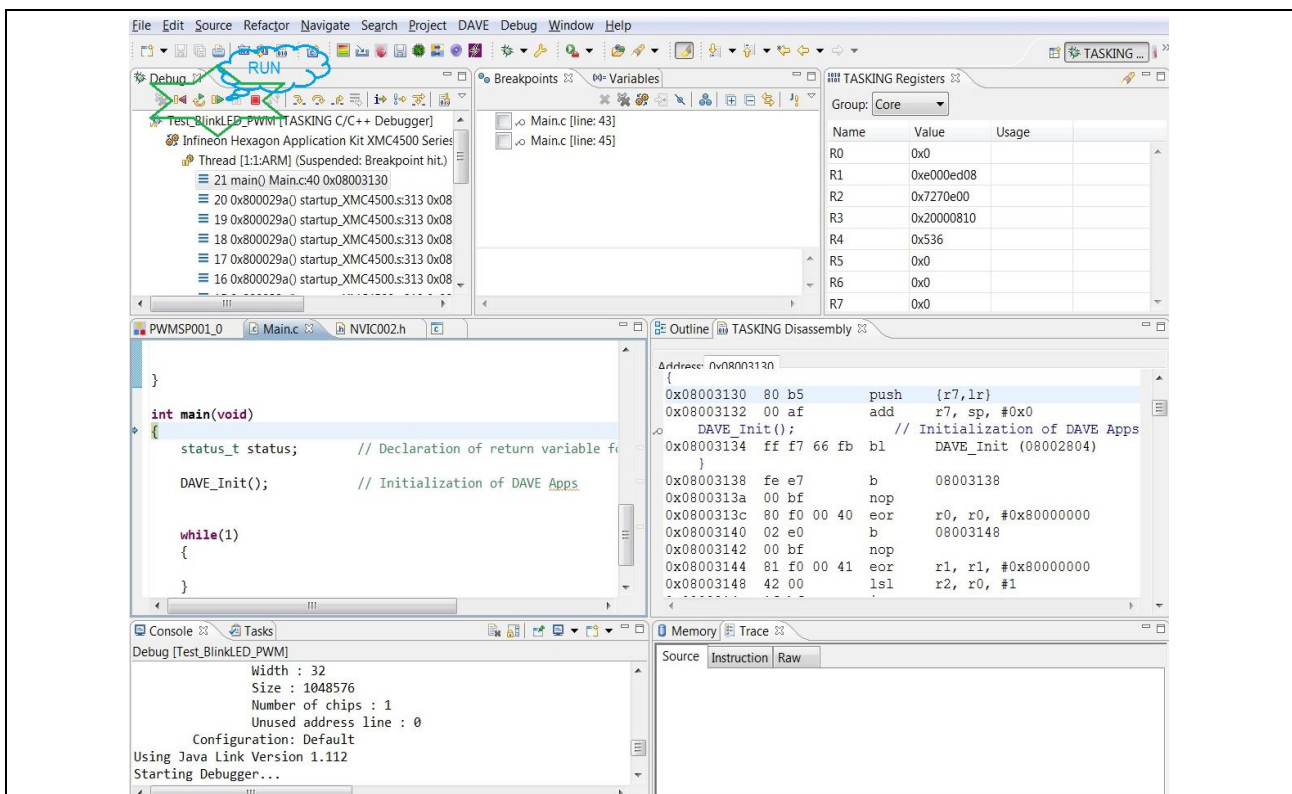 File Edit Source Refactor Navigate Search Project DAVE Debug Window Help
RUN
TASKING ...
Debug
Test_BlinkLED_PWM [TASKING C/C++ Debugger]
Infineon Hexagon Application Kit XMC4500 Series
Thread [1:1:ARM] (Suspended: Breakpoint hit.)
21 main() Main.c:40 0x08003130
20 0x800029a() startup_XMC4500.s:313 0x08
19 0x800029a() startup_XMC4500.s:313 0x08
18 0x800029a() startup_XMC4500.s:313 0x08
17 0x800029a() startup_XMC4500.s:313 0x08
16 0x800029a() startup_XMC4500.s:313 0x08
Breakpoints Variables
Main.c [line: 43]
Main.c [line: 45]
TASKING Registers
Group: Core
Name Value Usage
R0 0x0
R1 0xe000ed08
R2 0x7270e00
R3 0x20000810
R4 0x536
R5 0x0
R6 0x0
R7 0x0
PWMSP001_0 Main.c NVIC002.h
}
int main(void)
{
status_t status; // Declaration of return variable fo
DAVE_Init(); // Initialization of DAVE Apps
while(1)
{
}
Outline TASKING Disassembly
Address: 0x08003130
{
0x08003130 80 b5 push {r7,lr}
0x08003132 00 af add r7, sp, #0x0
DAVE_Init(); // Initialization of DAVE Apps
0x08003134 ff f7 66 fb bl DAVE_Init (08002804)
}
0x08003138 fe e7 b 08003138
0x0800313a 00 bf nop
0x0800313c 80 f0 00 40 eor r0, r0, #0x80000000
0x08003140 02 e0 b 08003148
0x08003142 00 bf nop
0x08003144 81 f0 00 41 eor r1, r1, #0x80000000
0x08003148 42 00 lsl r2, r0, #1
Console Tasks
Debug [Test_BlinkLED_PWM]
Width : 32
Size : 1048576
Number of chips : 1
Unused address line : 0
Configuration: Default
Using Java Link Version 1.112
Starting Debugger...
Memory Trace
Source Instruction Raw